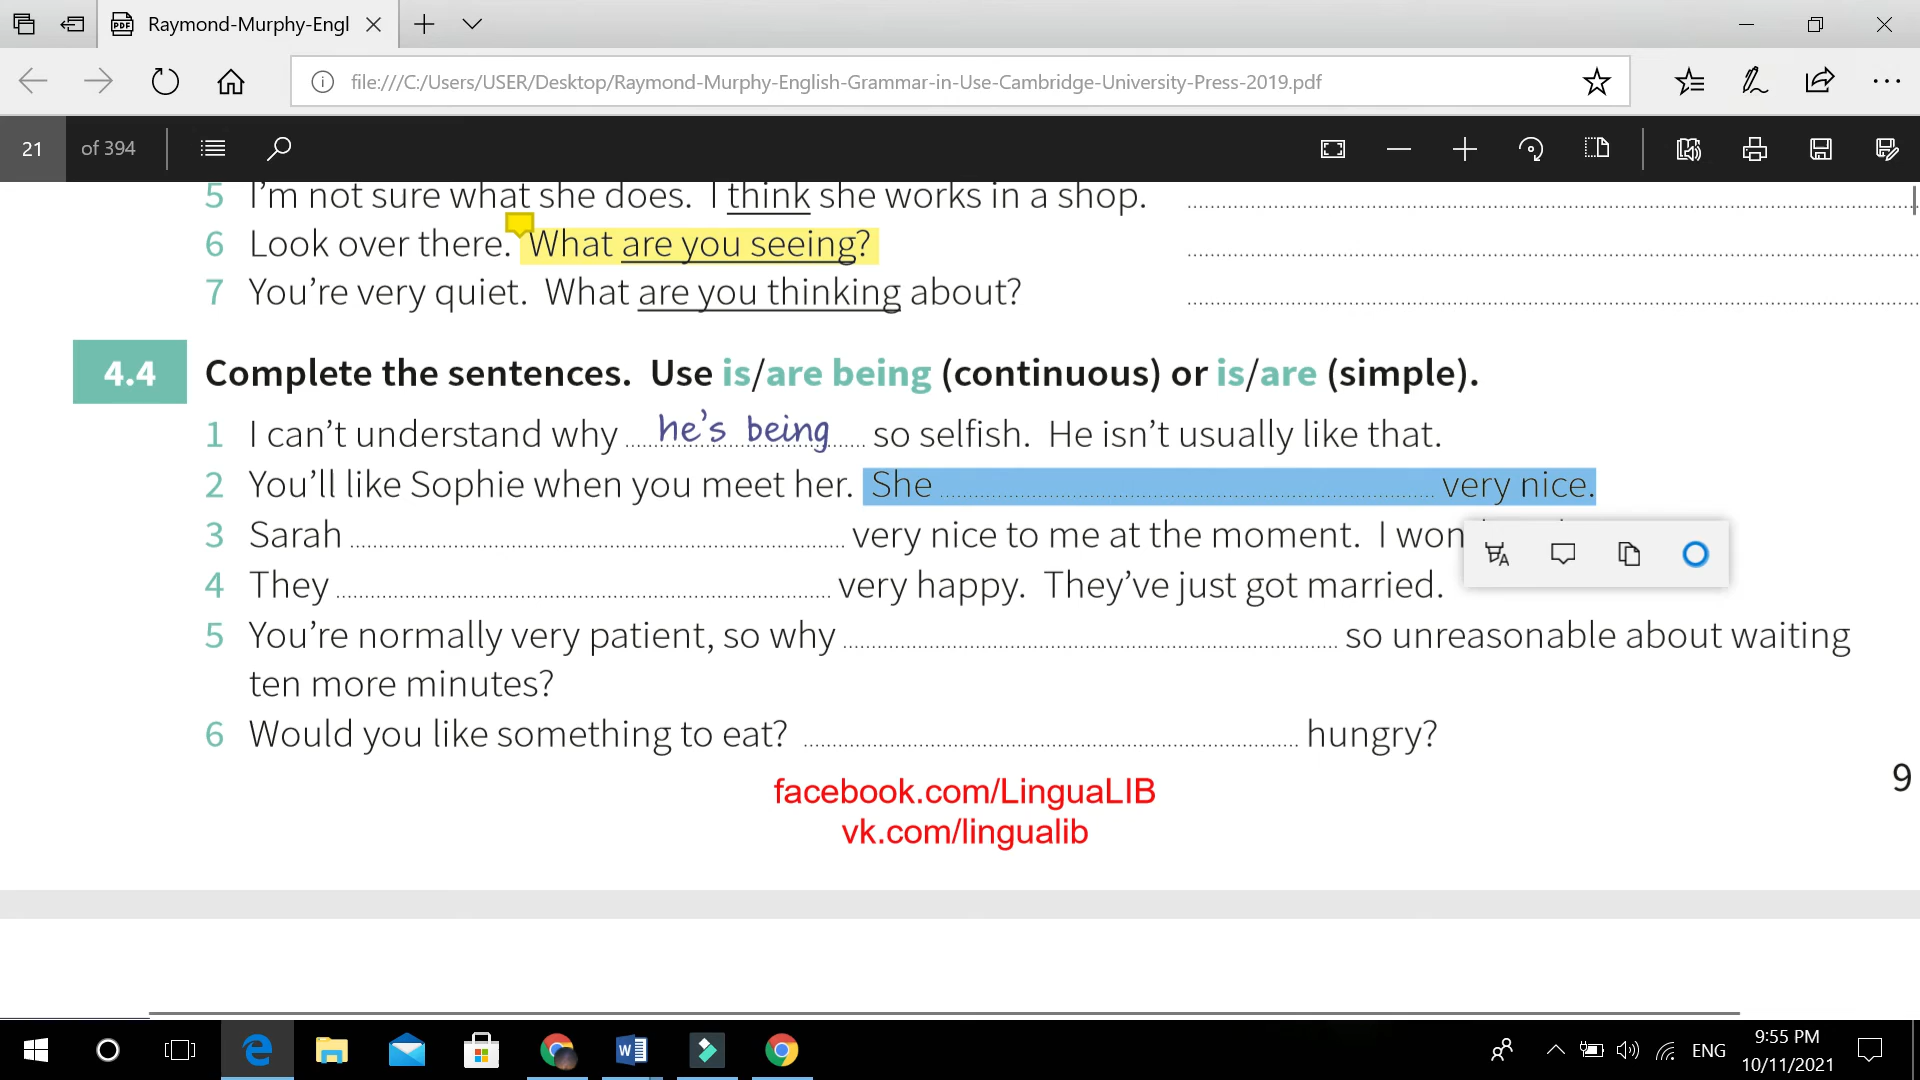 Raymond-Murphy-Engl
file:///C:/Users/USER/Desktop/Raymond-Murphy-English-Grammar-in-Use-Cambridge-University-Press-2019.pdf
21 of 394
5 I'm not sure what she does. I think she works in a shop.
6 Look over there. What are you seeing?
7 You're very quiet. What are you thinking about?
4.4 Complete the sentences. Use is/are being (continuous) or is/are (simple).
1 I can't understand why he's being so selfish. He isn't usually like that.
2 You'll like Sophie when you meet her. She very nice.
3 Sarah very nice to me at the moment. I
4 They very happy. They've just got married.
5 You're normally very patient, so why so unreasonable about waiting
ten more minutes?
6 Would you like something to eat? hungry?
9
facebook.com/LinguaLIB
vk.com/lingualib
ENG
9:55 PM
10/11/2021